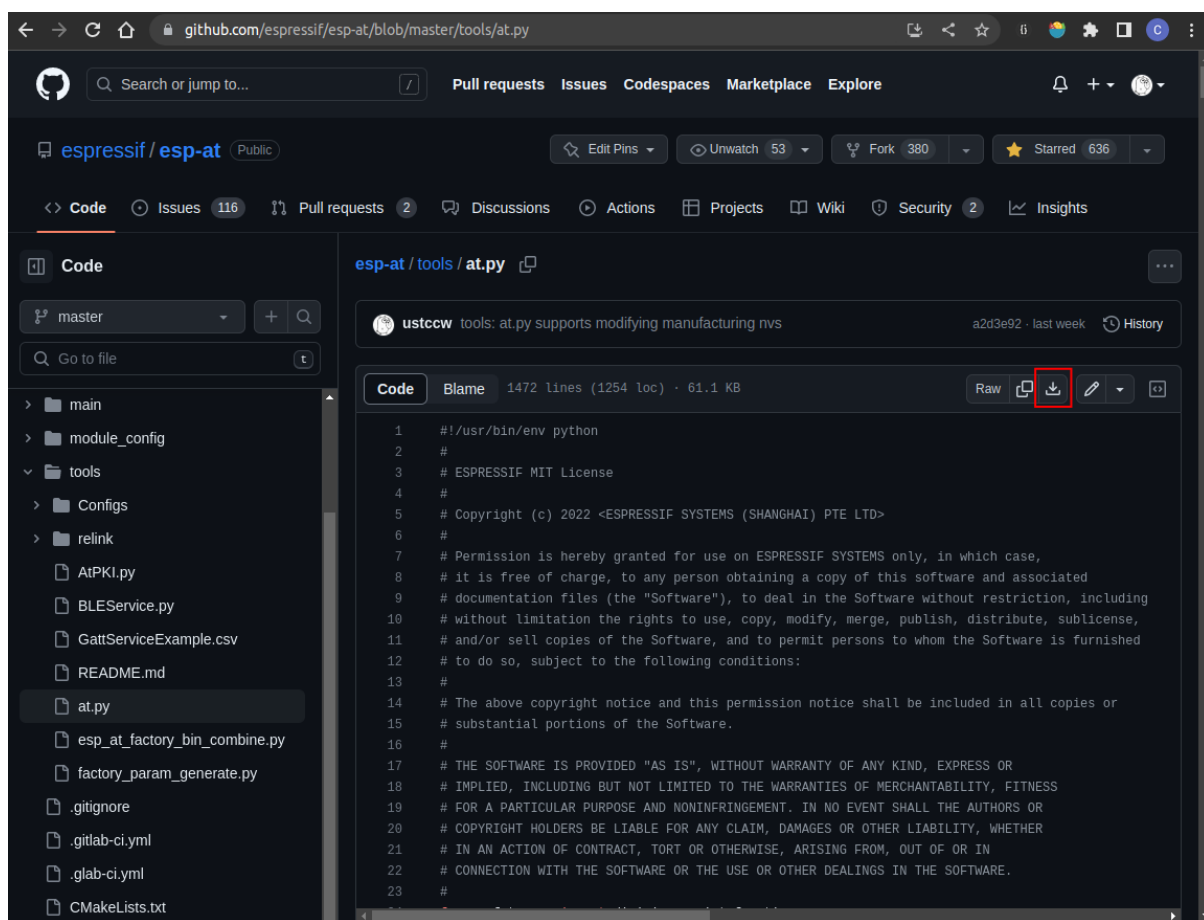 github.com/espressif/esp-at/blob/master/tools/at.py
C
Search or jump to...
/
Pull requests Issues Codespaces Marketplace Explore
espressif / esp-at Public
Edit Pins
Unwatch 53
Fork 380
Starred 636
<> Code
Issues 116
Pull requests 2
Discussions
Actions
Projects
Wiki
Security 2
Insights
Code
master
Go to file
t
main
module_config
tools
Configs
relink
AtPKI.py
BLEService.py
GattServiceExample.csv
README.md
at.py
esp_at_factory_bin_combine.py
factory_param_generate.py
.gitignore
.gitlab-ci.yml
.glab-ci.yml
CMakeLists.txt
esp-at / tools / at.py
ustccw tools: at.py supports modifying manufacturing nvs
a2d3e92 · last week
History
Code Blame 1472 lines (1254 loc) · 61.1 KB
Raw
1 #!/usr/bin/env python
2 #
3 # ESPRESSIF MIT License
4 #
5 # Copyright (c) 2022 <ESPRESSIF SYSTEMS (SHANGHAI) PTE LTD>
6 #
7 # Permission is hereby granted for use on ESPRESSIF SYSTEMS only, in which case,
8 # it is free of charge, to any person obtaining a copy of this software and associated
9 # documentation files (the "Software"), to deal in the Software without restriction, including
10 # without limitation the rights to use, copy, modify, merge, publish, distribute, sublicense,
11 # and/or sell copies of the Software, and to permit persons to whom the Software is furnished
12 # to do so, subject to the following conditions:
13 #
14 # The above copyright notice and this permission notice shall be included in all copies or
15 # substantial portions of the Software.
16 #
17 # THE SOFTWARE IS PROVIDED "AS IS", WITHOUT WARRANTY OF ANY KIND, EXPRESS OR
18 # IMPLIED, INCLUDING BUT NOT LIMITED TO THE WARRANTIES OF MERCHANTABILITY, FITNESS
19 # FOR A PARTICULAR PURPOSE AND NONINFRINGEMENT. IN NO EVENT SHALL THE AUTHORS OR
20 # COPYRIGHT HOLDERS BE LIABLE FOR ANY CLAIM, DAMAGES OR OTHER LIABILITY, WHETHER
21 # IN AN ACTION OF CONTRACT, TORT OR OTHERWISE, ARISING FROM, OUT OF OR IN
22 # CONNECTION WITH THE SOFTWARE OR THE USE OR OTHER DEALINGS IN THE SOFTWARE.
23 #